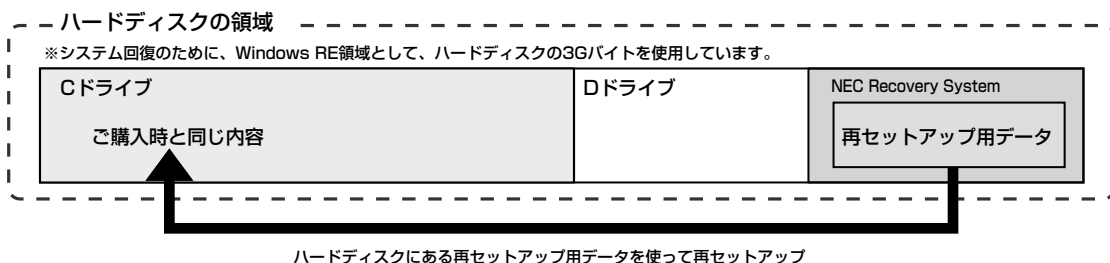 ハードディスクの領域
※システム回復のために、Windows RE領域として、ハードディスクの3Gバイトを使用しています。
Cドライブ
ご購入時と同じ内容
Dドライブ
NEC Recovery System
再セットアップ用データ
ハードディスクにある再セットアップ用データを使って再セットアップ